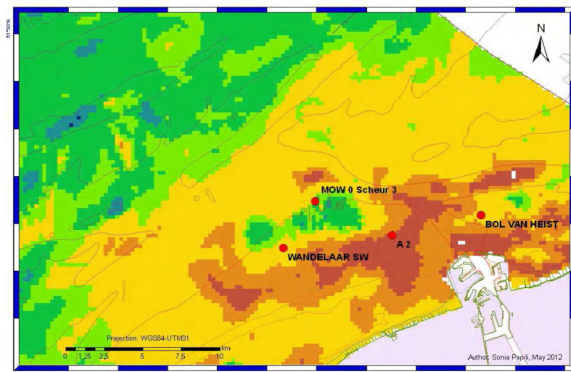 N
MOW 0 Scheur 3
BOL VAN HEIST
A 2
WANDELAAR SW
Projection: WGS84-UTM31
km
0 1,25 2,5 5 7,5 10
Author: Sonia Papili, May 2012